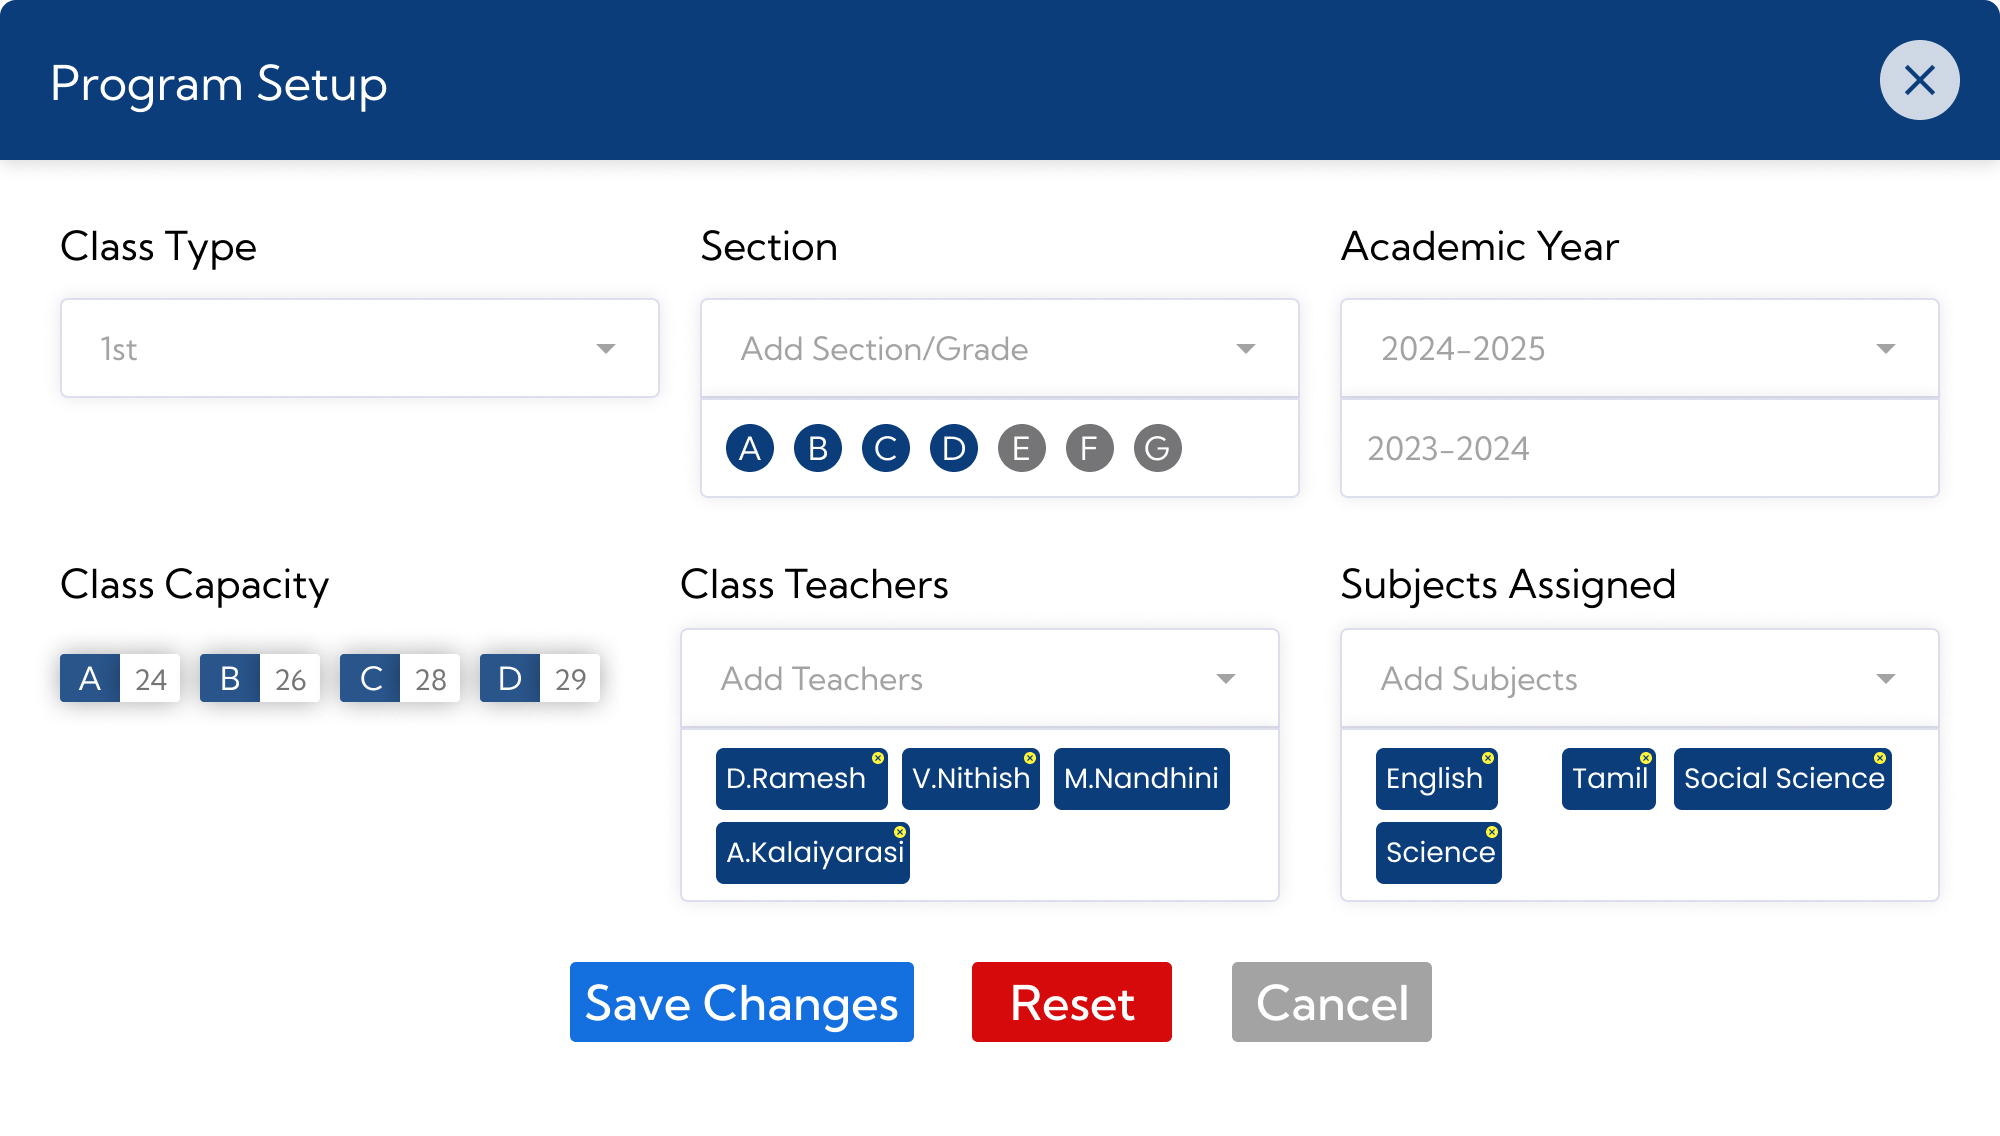 Program Setup
Class Type
1st
Section
Add Section/Grade
A B C D E F G
Academic Year
2024-2025
2023-2024
Class Capacity
A 24 B 26 C 28 D 29
Class Teachers
Add Teachers
D.Ramesh V.Nithish M.Nandhini
A.Kalaiyarasi
Subjects Assigned
Add Subjects
English Tamil Social Science
Science
Save Changes Reset Cancel